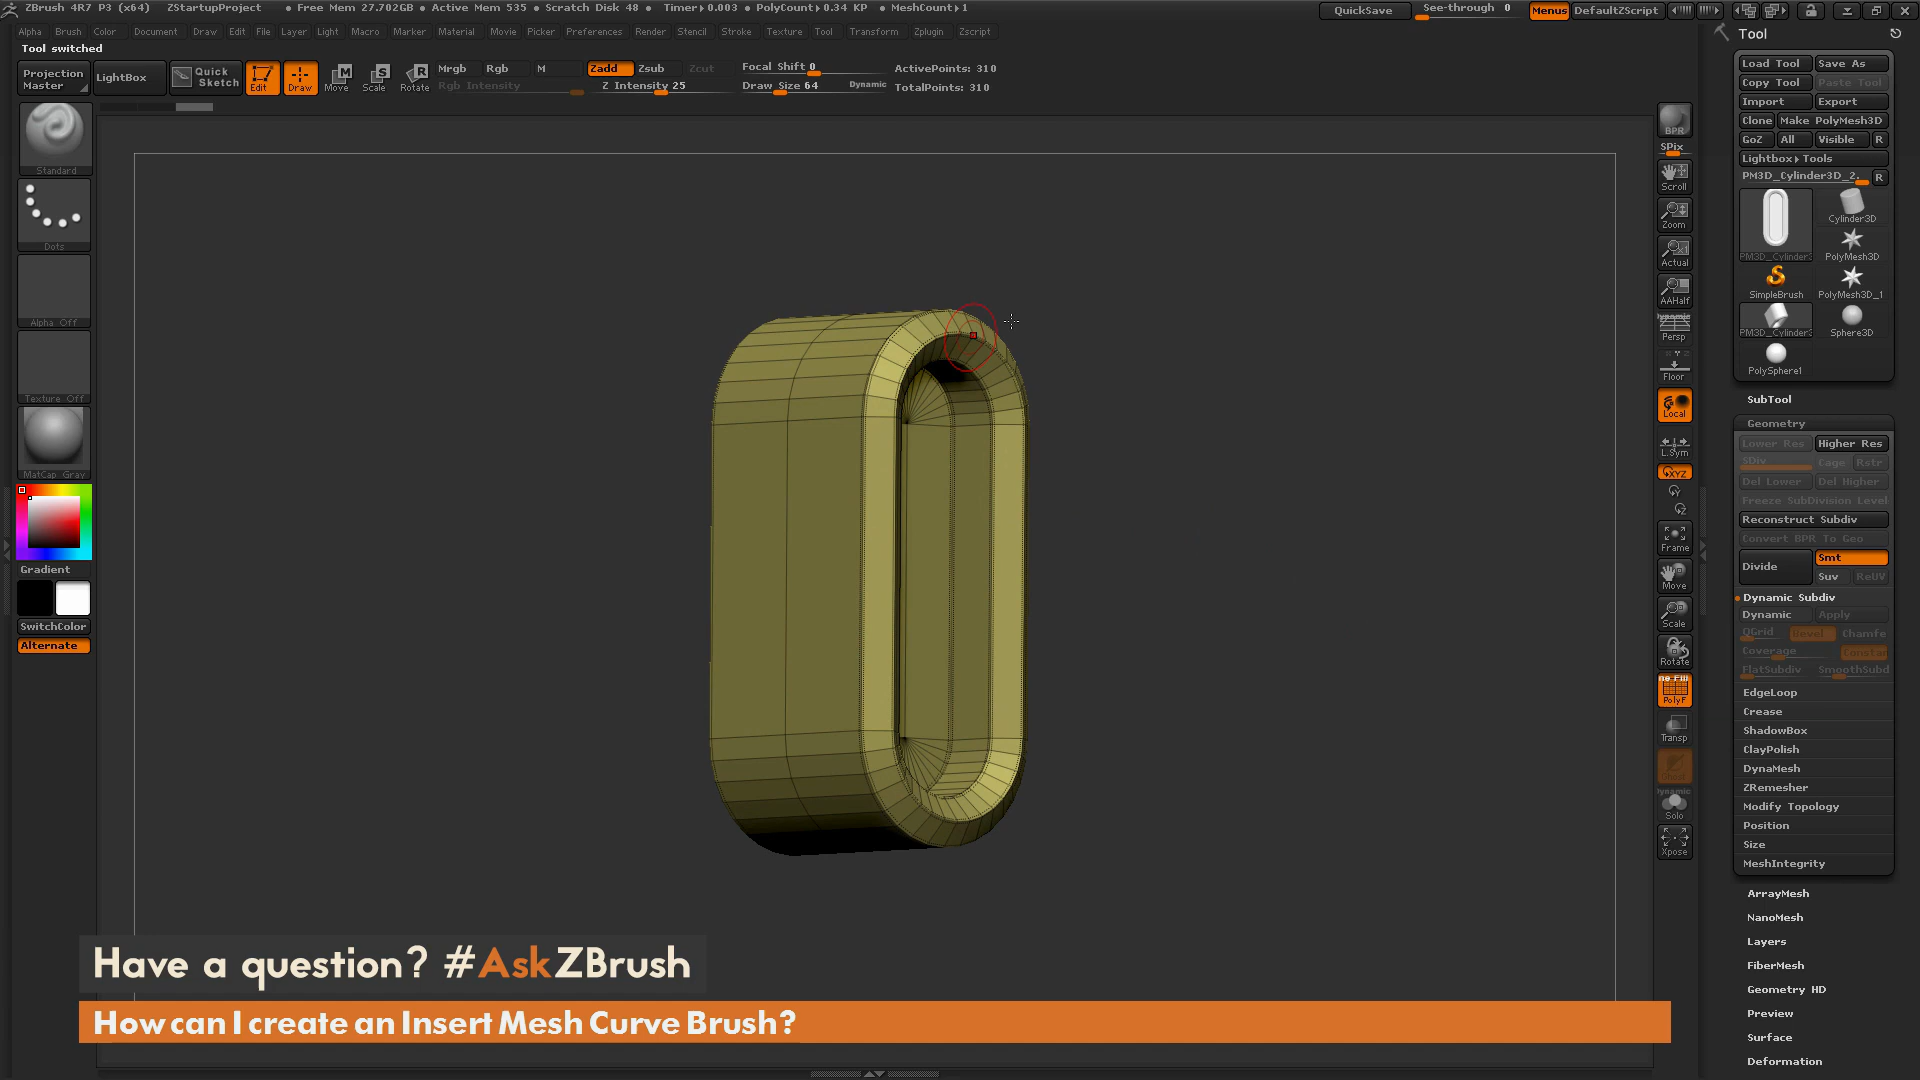 ZBrush 4R7 P3 (x64) ZStartupProject • Free Mem 27.702GB • Active Mem 535 • Scratch Disk 48 • Timer▸0.003 • PolyCount▸0.34 KP • MeshCount▸1
QuickSave See-through 0 Menus DefaultZScript
Alpha Brush Color Document Draw Edit File Layer Light Macro Marker Material Movie Picker Preferences Render Stencil Stroke Texture Tool Transform Zplugin Zscript
Tool switched
Projection Master
LightBox
Quick Sketch
Edit
Draw
Move
Scale
Rotate
Mrgb Rgb M
Rgb Intensity
Zadd Zsub Zcut
Z Intensity 25
Focal Shift 0
Draw Size 64 Dynamic
ActivePoints: 310
TotalPoints: 310
Standard
Dots
Alpha Off
Texture Off
MatCap Gray
Gradient
SwitchColor
Alternate
BPR
SPix
Scroll
Zoom
Actual
AAHalf
Dynamic
Persp
Floor
Local
L.Sym
XYZ
Frame
Move
Scale
Rotate
PolyF
Transp
Dynamic
Solo
Xpose
Tool
Load Tool Save As
Copy Tool Paste Tool
Import Export
Clone Make PolyMesh3D
GoZ All Visible R
Lightbox▸Tools
PM3D_Cylinder3D_2. R
PM3D_Cylinder3
Cylinder3D
PolyMesh3D
SimpleBrush PolyMesh3D_1
PM3D_Cylinder3 Sphere3D
PolySphere1
SubTool
Geometry
Lower Res Higher Res
SDiv Cage Rstr
Del Lower Del Higher
Freeze SubDivision Level
Reconstruct Subdiv
Convert BPR To Geo
Divide Smt
Suv ReUV
Dynamic Subdiv
Dynamic Apply
QGrid Bevel Chamfe
Coverage Constan
FlatSubdiv SmoothSubd
EdgeLoop
Crease
ShadowBox
ClayPolish
DynaMesh
ZRemesher
Modify Topology
Position
Size
MeshIntegrity
ArrayMesh
NanoMesh
Layers
FiberMesh
Geometry HD
Preview
Surface
Deformation
Have a question? #AskZBrush
How can I create an Insert Mesh Curve Brush?